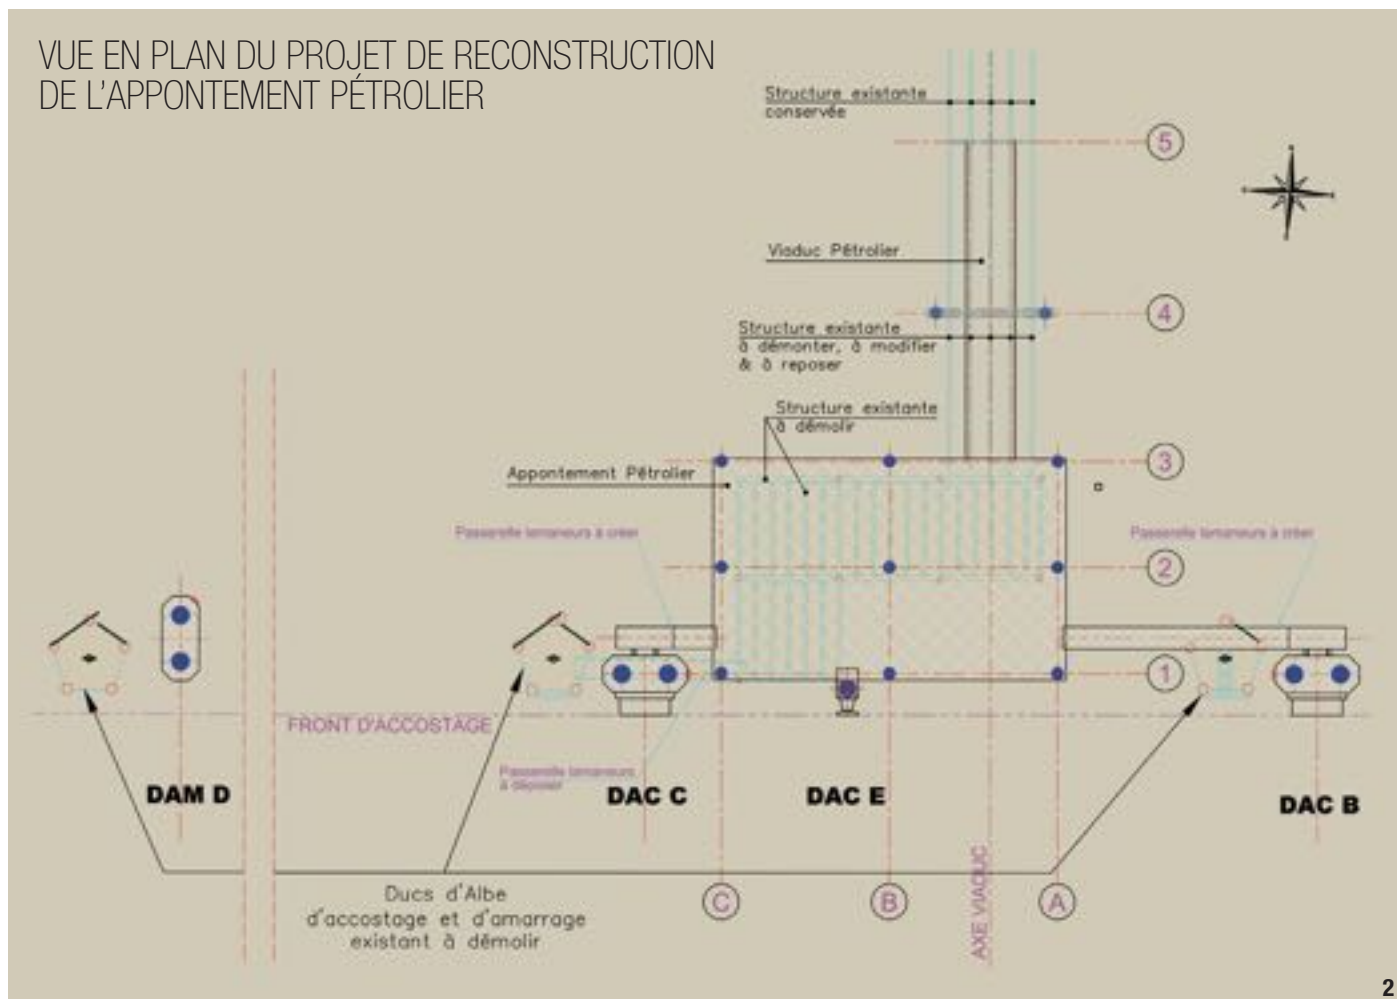 VUE EN PLAN DU PROJET DE RECONSTRUCTION
DE L'APPONTEMENT PÉTROLIER
Structure existante
conservée
5
Viaduc Pétrolier
4
Structure existante
à démonter, à modifier
& à reposer
Structure existante
à démolir
3
Appontement Pétrolier
Passerelle lamaneurs à créer
Passerelle lamaneurs à créer
2
1
FRONT D'ACCOSTAGE
Passerelle lamaneurs
à déposer
DAM D
DAC C
DAC E
DAC B
AXE VIADUC
Ducs d'Albe
d'accostage et d'amarrage
existant à démolir
C
B
A
2